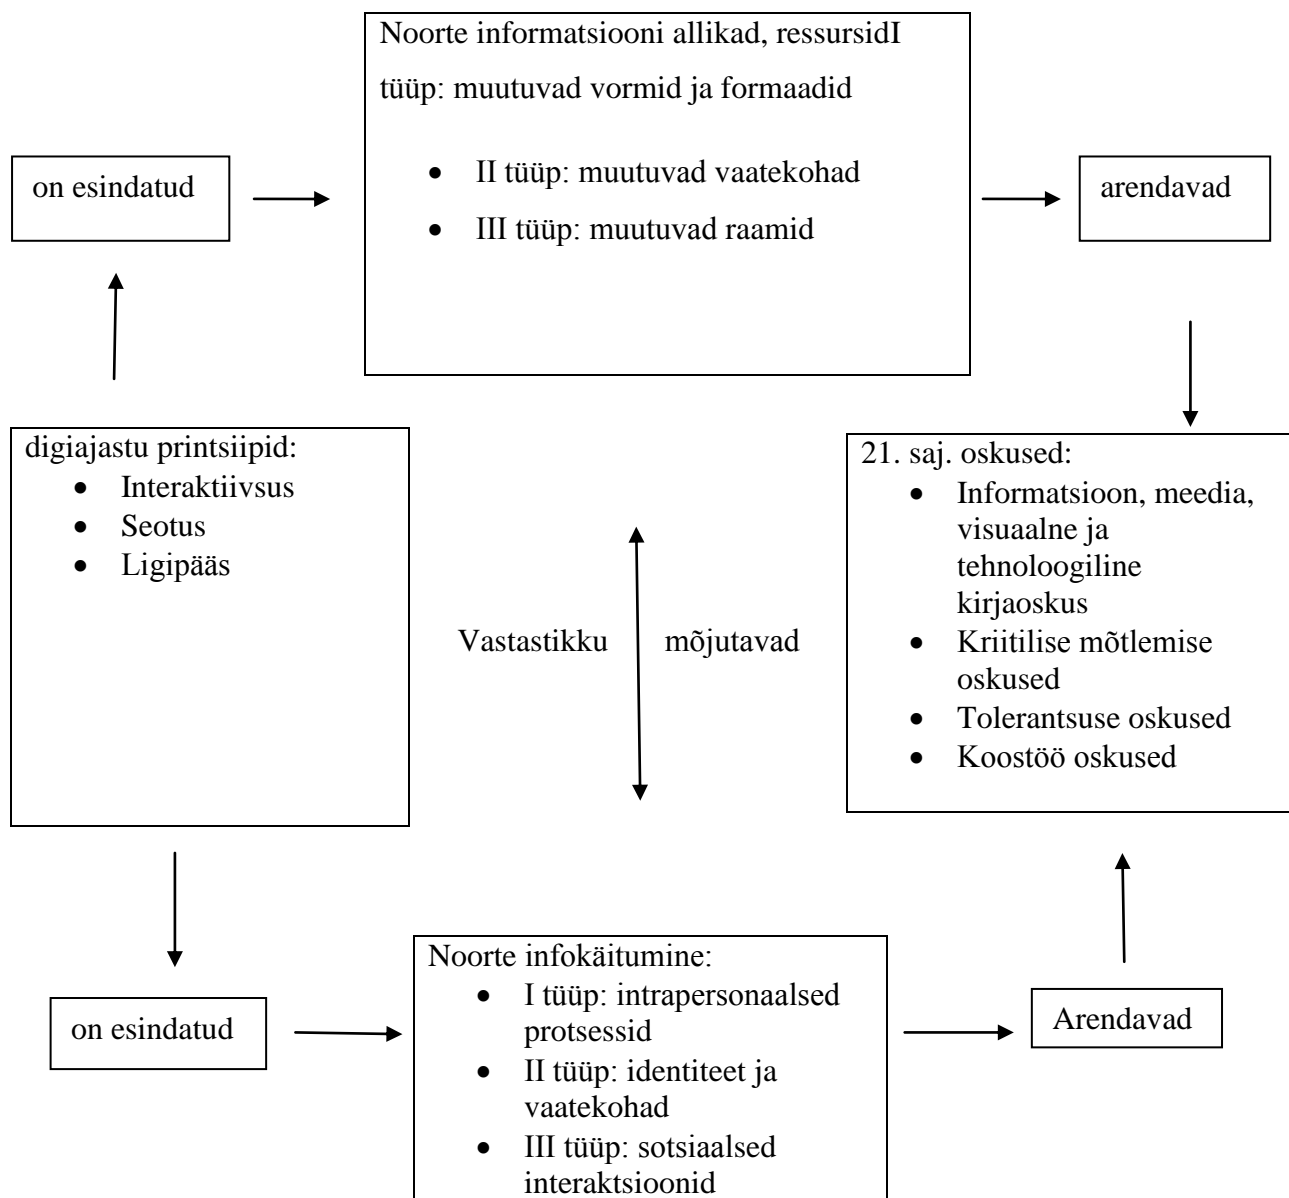 Noorte informatsiooni allikad, ressursidI
tüüp: muutuvad vormid ja formaadid
• II tüüp: muutuvad vaatekohad
• III tüüp: muutuvad raamid
on esindatud
arendavad
digiajastu printsiipid:
• Interaktiivsus
• Seotus
• Ligipääs
Vastastikku mõjutavad
21. saj. oskused:
• Informatsioon, meedia,
visuaalne ja
tehnoloogiline
kirjaoskus
• Kriitilise mõtlemise
oskused
• Tolerantsuse oskused
• Koostöö oskused
on esindatud
Noorte infokäitumine:
• I tüüp: intrapersonaalsed
protsessid
• II tüüp: identiteet ja
vaatekohad
• III tüüp: sotsiaalsed
interaktsioonid
Arendavad